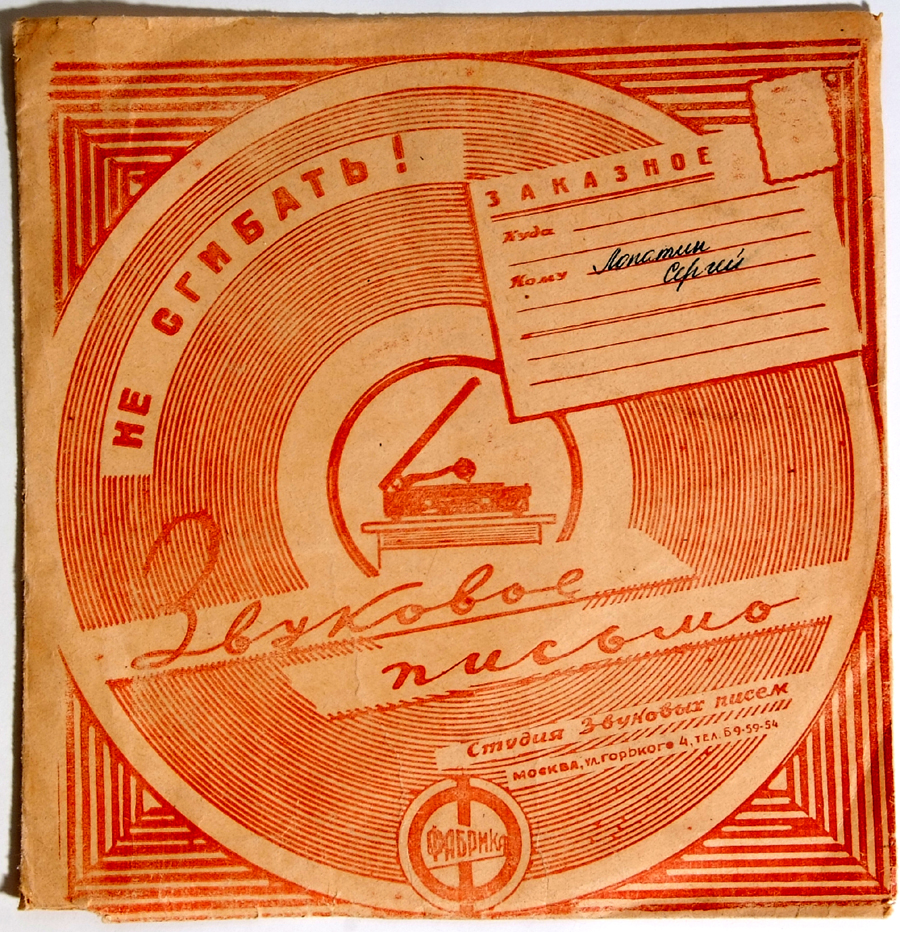 НЕ СГИБАТЬ!
ЗАКАЗНОЕ
Куда
Кому Лопатин
Сергей
Звуковое
письмо
Студия Звуковых писем
МОСКВА, УЛ. ГОРЬКОГО 4, ТЕЛ. Б 9-59-54
ФАБРИКА